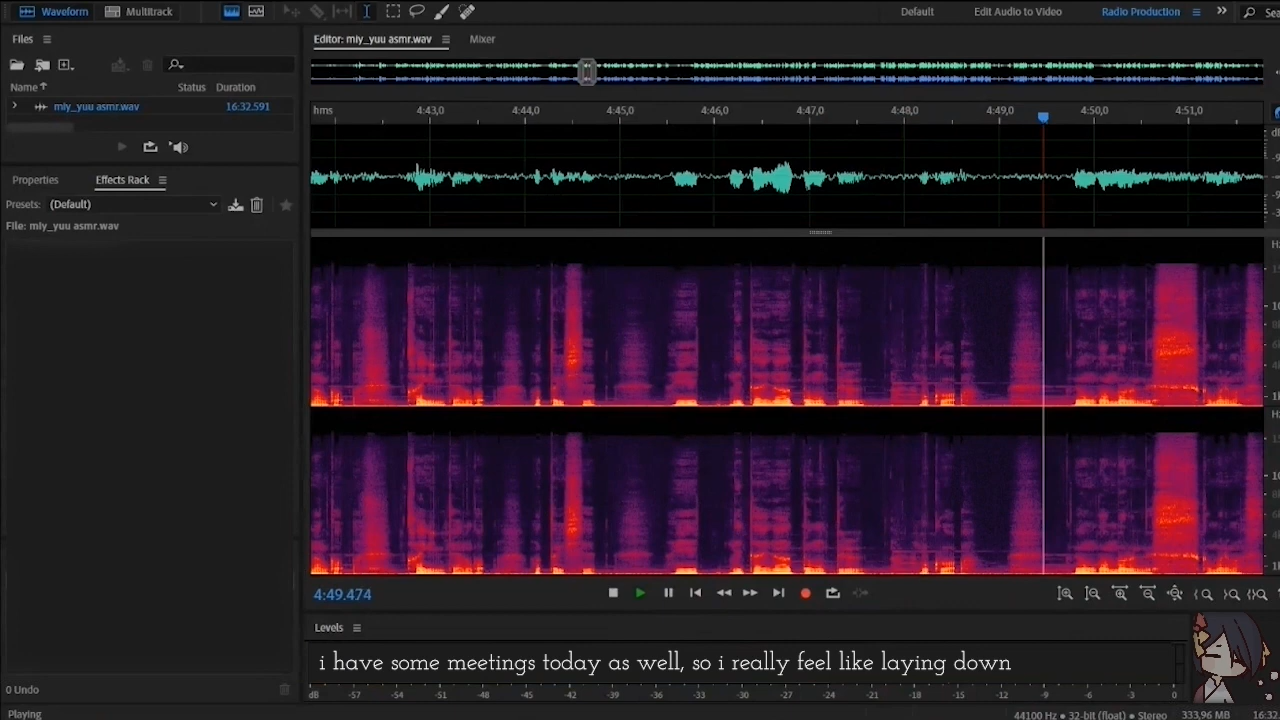 Waveform Multitrack Default Edit Audio to Video Radio Production
Files Editor: mly_yuu asmr.wav Mixer
Name Status Duration
mly_yuu asmr.wav 16:32.591
hms 4:43,0 4:44,0 4:45,0 4:46,0 4:47,0 4:48,0 4:49,0 4:50,0 4:51,0
Properties Effects Rack
Presets: (Default)
File: mly_yuu asmr.wav
4:49.474
Levels
i have some meetings today as well, so i really feel like laying down
0 Undo
dB -57 -54 -51 -48 -45 -42 -39 -36 -33 -30 -27 -24 -21 -18 -15 -12 -9 -6 -3 0
Playing 44100 Hz • 32-bit (float) • Stereo 333,96 MB 16:32